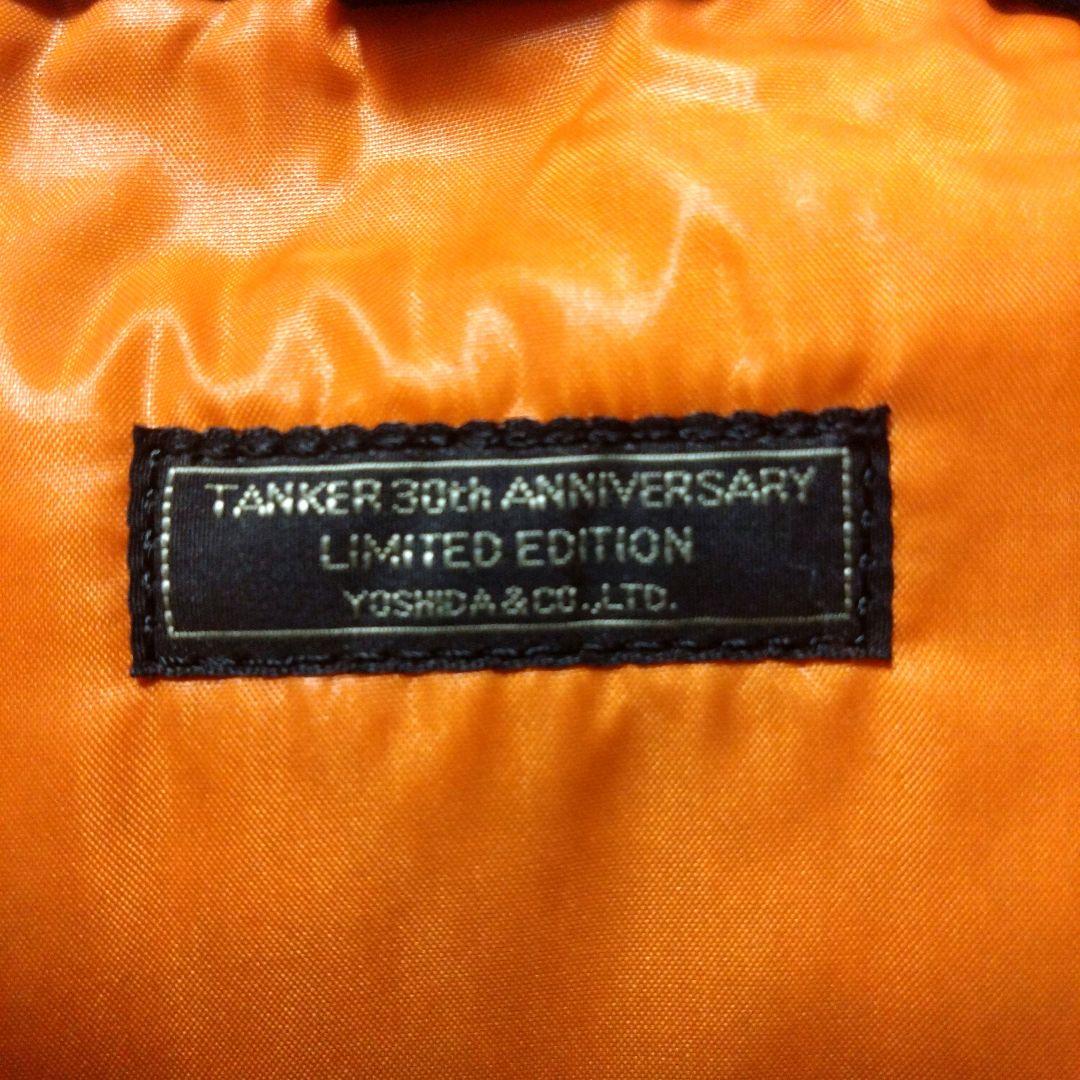 TANKER 30th ANNIVERSARY
LIMITED EDITION
YOSHIDA & CO.,LTD.